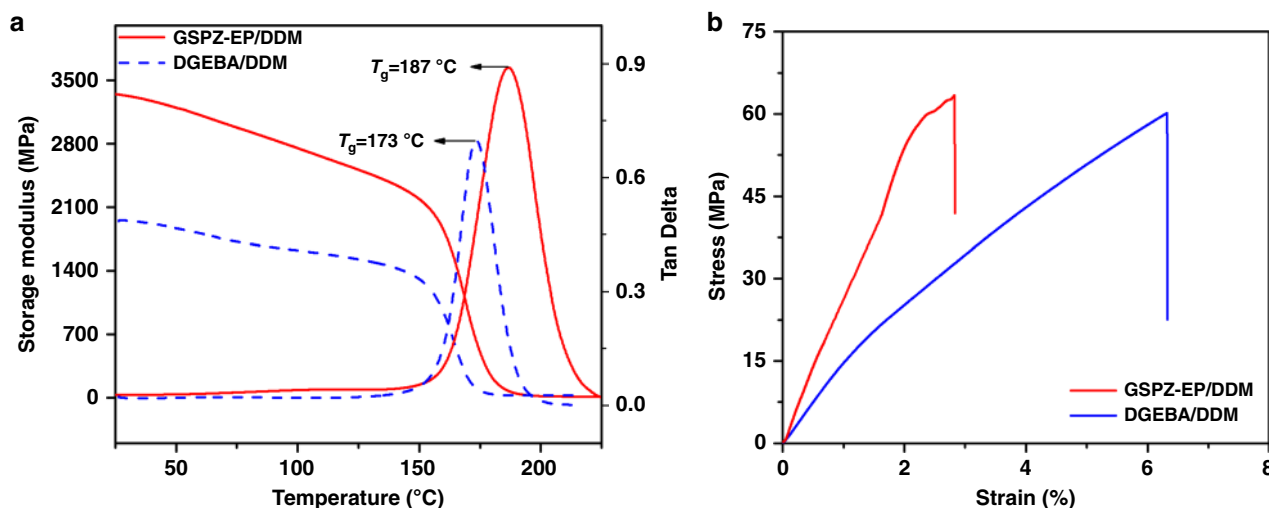 a
GSPZ-EP/DDM
DGEBA/DDM
Tg=187 °C
Tg=173 °C
3500
2800
2100
1400
700
0
Storage modulus (MPa)
0.9
0.6
0.3
0.0
Tan Delta
50
100
150
200
Temperature (°C)
b
75
60
45
30
15
0
Stress (MPa)
GSPZ-EP/DDM
DGEBA/DDM
0
2
4
6
8
Strain (%)